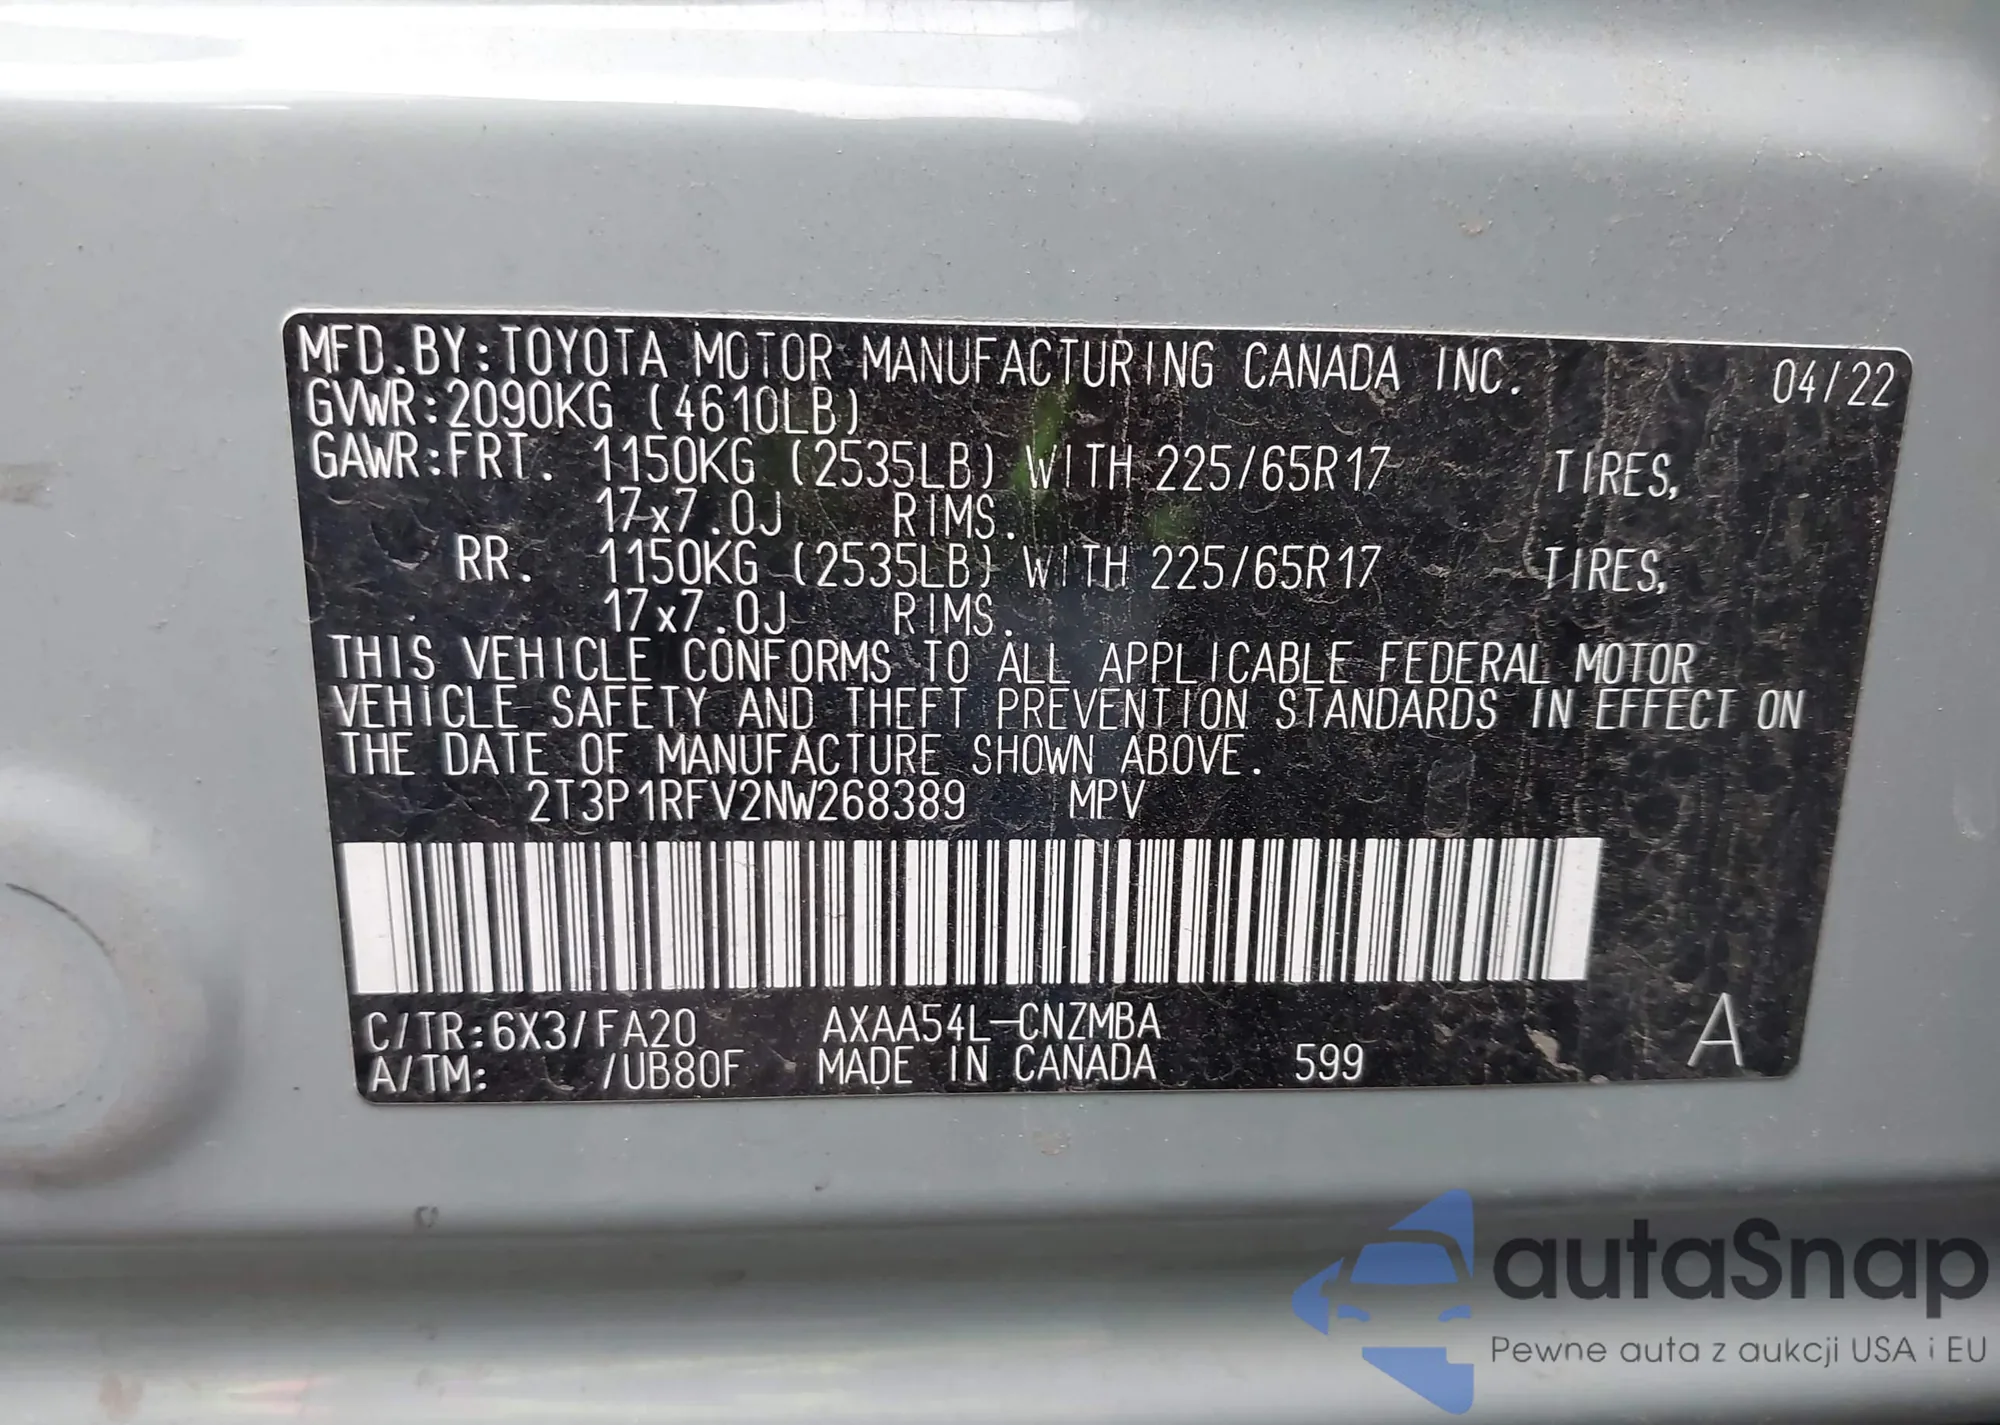 MFD.BY:TOYOTA MOTOR MANUFACTURING CANADA INC. 04/22
GVWR:2090KG (4610LB)
GAWR:FRT. 1150KG (2535LB) WITH 225/65R17 TIRES,
17x7.0J RIMS.
RR. 1150KG (2535LB) WITH 225/65R17 TIRES,
17x7.0J RIMS.
THIS VEHICLE CONFORMS TO ALL APPLICABLE FEDERAL MOTOR
VEHICLE SAFETY AND THEFT PREVENTION STANDARDS IN EFFECT ON
THE DATE OF MANUFACTURE SHOWN ABOVE.
2T3P1RFV2NW268389 MPV
C/TR:6X3/FA20 AXAA54L-CNZMBA A
A/TM: /UB80F MADE IN CANADA 599
autaSnap
Pewne auta z aukcji USA i EU